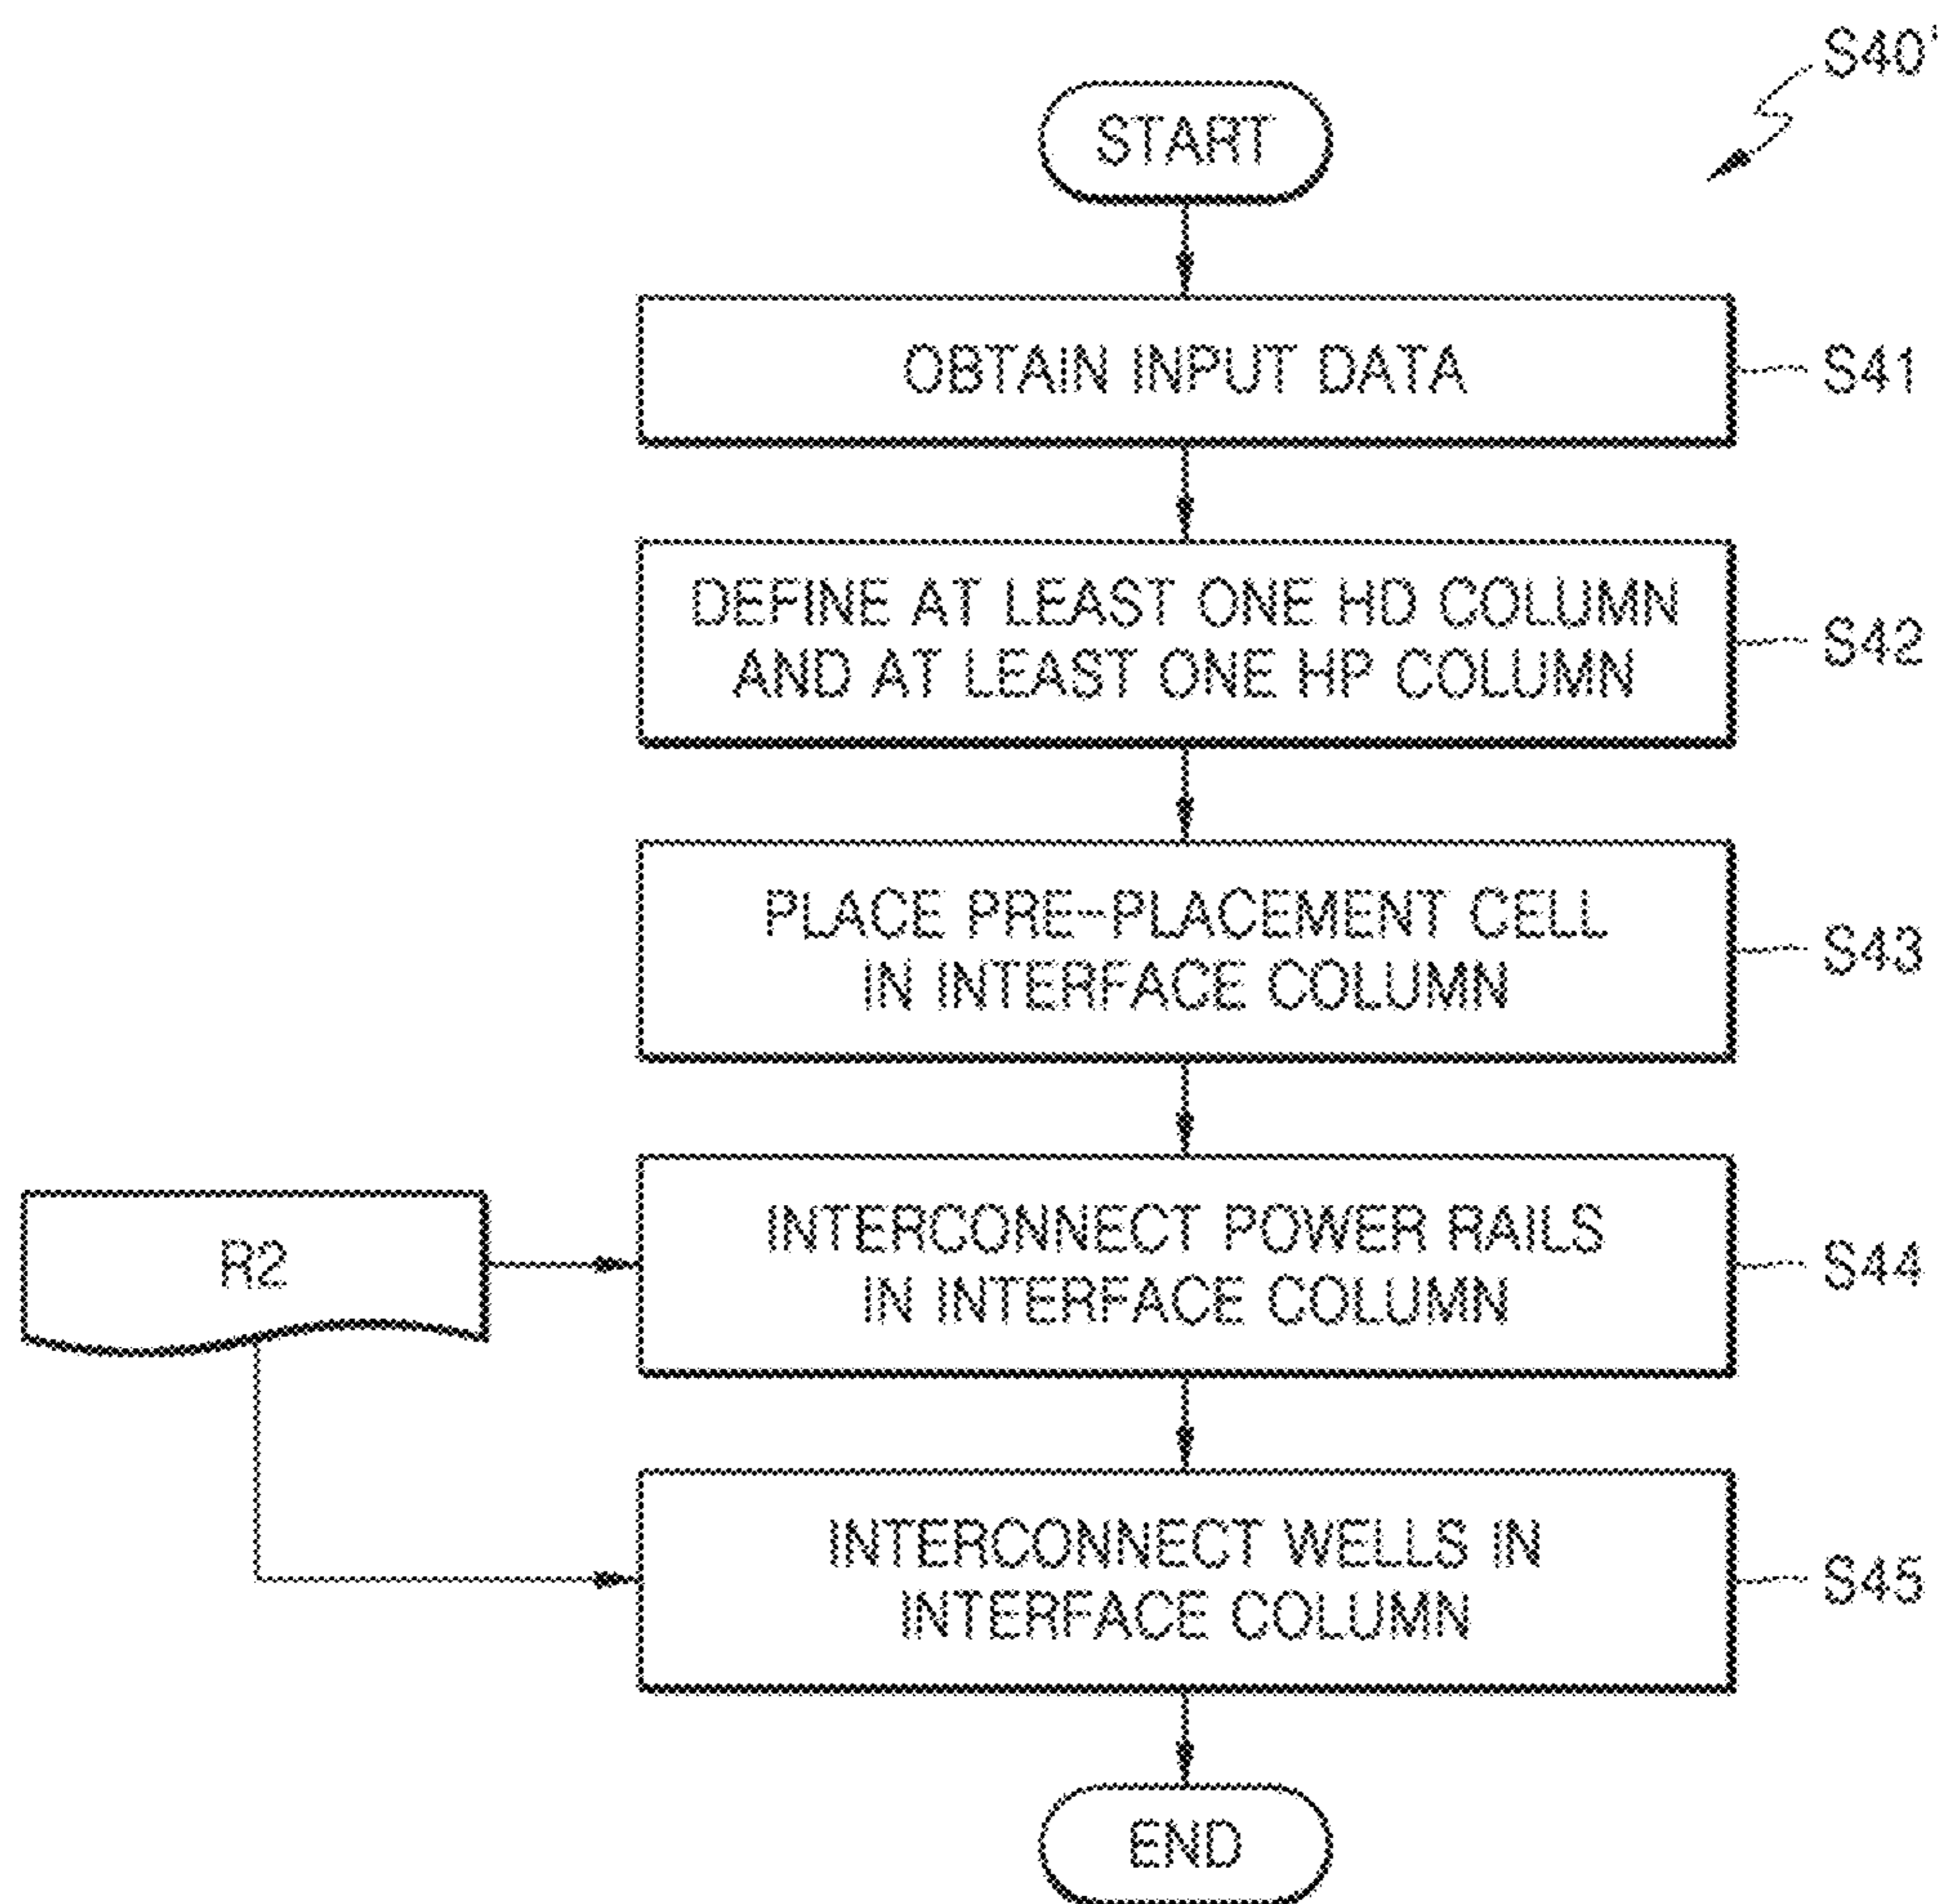 S40'
START
OBTAIN INPUT DATA
S41
DEFINE AT LEAST ONE HD COLUMN
AND AT LEAST ONE HP COLUMN
S42
PLACE PRE-PLACEMENT CELL
IN INTERFACE COLUMN
S43
R2
INTERCONNECT POWER RAILS
IN INTERFACE COLUMN
S44
INTERCONNECT WELLS IN
INTERFACE COLUMN
S45
END